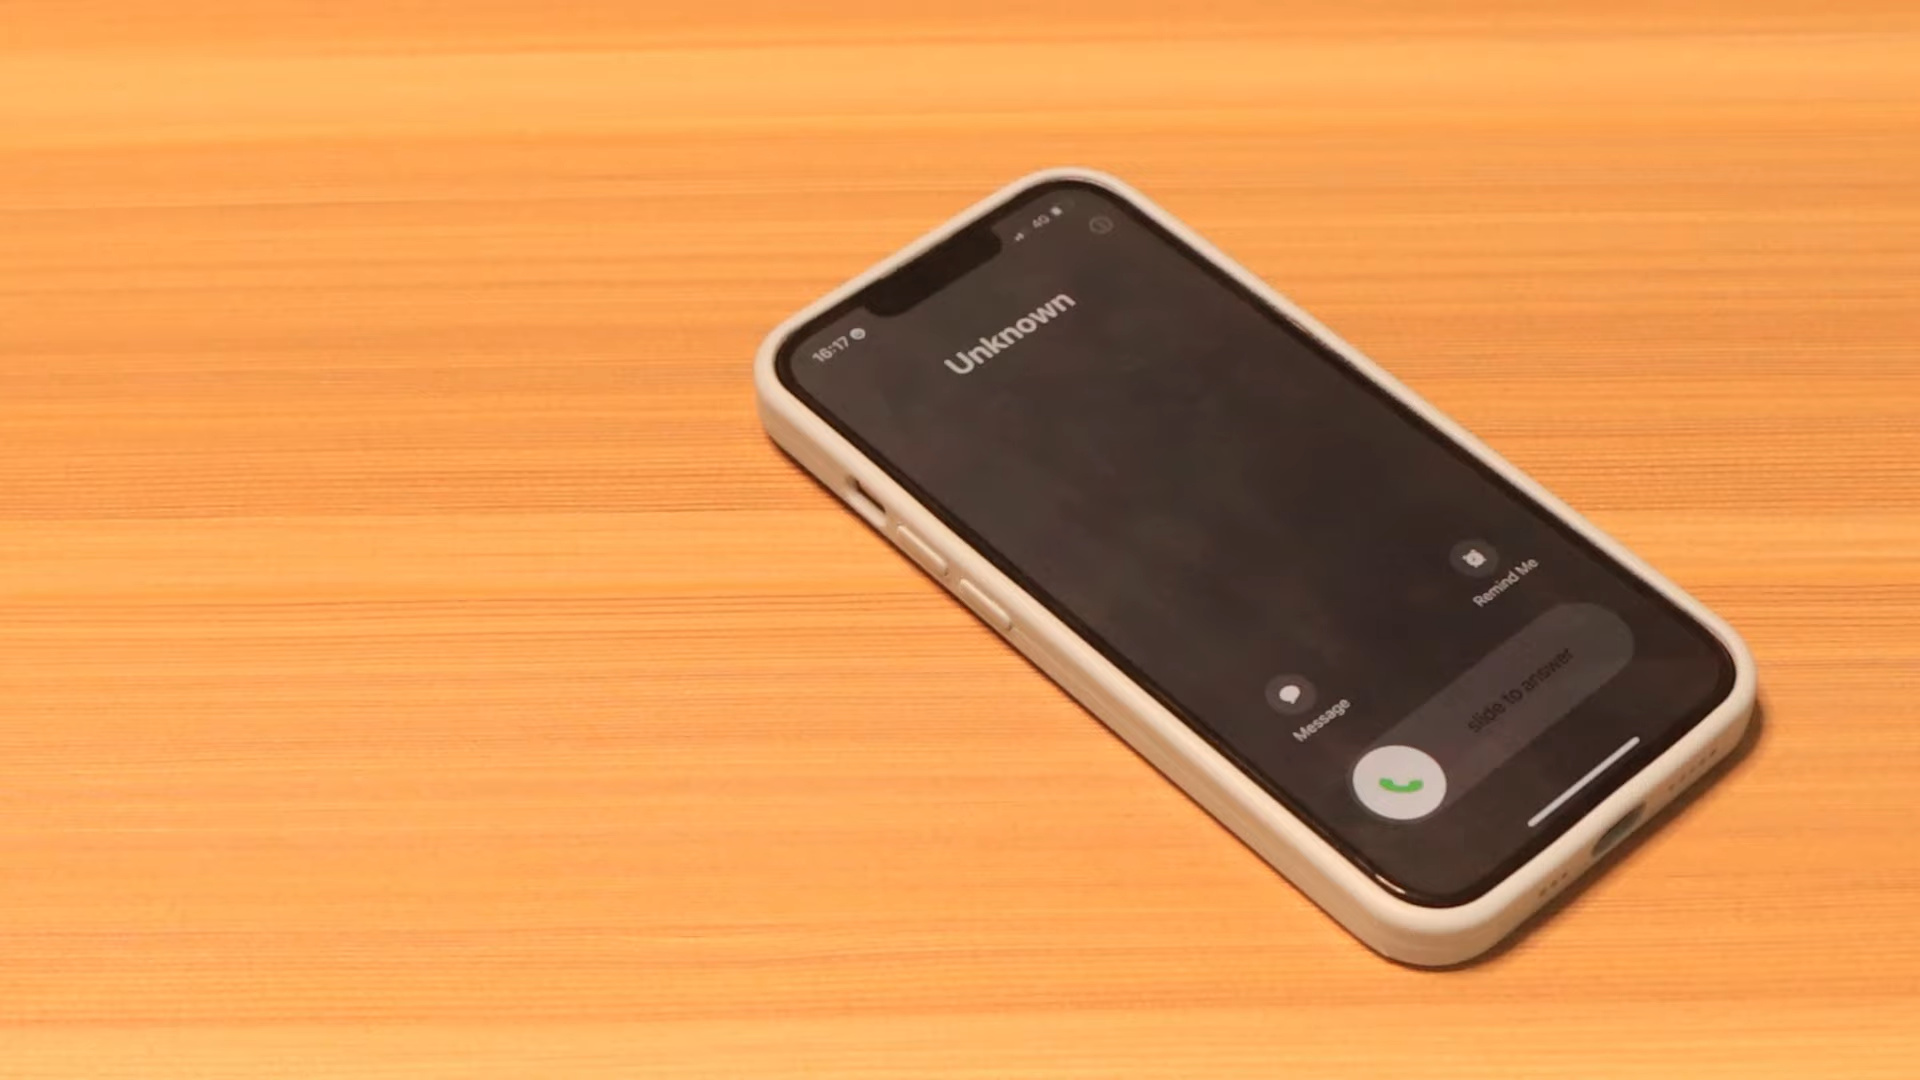 16:17
4G
Unknown
Remind Me
Message
slide to answer